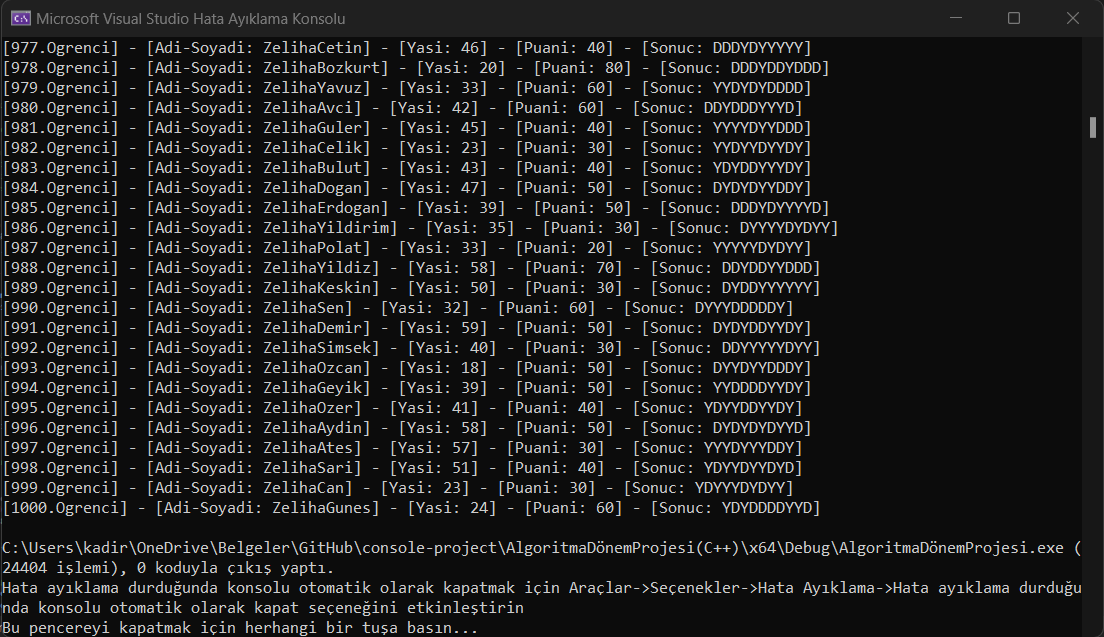 Microsoft Visual Studio Hata Ayıklama Konsolu
[977.Ogrenci] - [Adi-Soyadi: ZelihaCetin] - [Yasi: 46] - [Puani: 40] - [Sonuc: DDDYDYYYYY]
[978.Ogrenci] - [Adi-Soyadi: ZelihaBozkurt] - [Yasi: 20] - [Puani: 80] - [Sonuc: DDDYDDYDDD]
[979.Ogrenci] - [Adi-Soyadi: ZelihaYavuz] - [Yasi: 33] - [Puani: 60] - [Sonuc: YYDYDYDDDD]
[980.Ogrenci] - [Adi-Soyadi: ZelihaAvci] - [Yasi: 42] - [Puani: 60] - [Sonuc: DDYDDDYYYD]
[981.Ogrenci] - [Adi-Soyadi: ZelihaGuler] - [Yasi: 45] - [Puani: 40] - [Sonuc: YYYYDYYDDD]
[982.Ogrenci] - [Adi-Soyadi: ZelihaCelik] - [Yasi: 23] - [Puani: 30] - [Sonuc: YYDYYDYYDY]
[983.Ogrenci] - [Adi-Soyadi: ZelihaBulut] - [Yasi: 43] - [Puani: 40] - [Sonuc: YDYDDYYYDY]
[984.Ogrenci] - [Adi-Soyadi: ZelihaDogan] - [Yasi: 47] - [Puani: 50] - [Sonuc: DYDYDYYDDY]
[985.Ogrenci] - [Adi-Soyadi: ZelihaErdogan] - [Yasi: 39] - [Puani: 50] - [Sonuc: DDDYDYYYYD]
[986.Ogrenci] - [Adi-Soyadi: ZelihaYildirim] - [Yasi: 35] - [Puani: 30] - [Sonuc: DYYYYDYDYY]
[987.Ogrenci] - [Adi-Soyadi: ZelihaPolat] - [Yasi: 33] - [Puani: 20] - [Sonuc: YYYYYDYDYY]
[988.Ogrenci] - [Adi-Soyadi: ZelihaYildiz] - [Yasi: 58] - [Puani: 70] - [Sonuc: DDYDDYYDDD]
[989.Ogrenci] - [Adi-Soyadi: ZelihaKeskin] - [Yasi: 50] - [Puani: 30] - [Sonuc: DYDDYYYYYY]
[990.Ogrenci] - [Adi-Soyadi: ZelihaSen] - [Yasi: 32] - [Puani: 60] - [Sonuc: DYYYDDDDDY]
[991.Ogrenci] - [Adi-Soyadi: ZelihaDemir] - [Yasi: 59] - [Puani: 50] - [Sonuc: DYDYDDYYDY]
[992.Ogrenci] - [Adi-Soyadi: ZelihaSimsek] - [Yasi: 40] - [Puani: 30] - [Sonuc: DDYYYYYDYY]
[993.Ogrenci] - [Adi-Soyadi: ZelihaOzcan] - [Yasi: 18] - [Puani: 50] - [Sonuc: DYYDYYDDDY]
[994.Ogrenci] - [Adi-Soyadi: ZelihaGeyik] - [Yasi: 39] - [Puani: 50] - [Sonuc: YYDDDDYYDY]
[995.Ogrenci] - [Adi-Soyadi: ZelihaOzer] - [Yasi: 41] - [Puani: 40] - [Sonuc: YDYYDDYYDY]
[996.Ogrenci] - [Adi-Soyadi: ZelihaAydin] - [Yasi: 58] - [Puani: 50] - [Sonuc: DYDYDYDYYD]
[997.Ogrenci] - [Adi-Soyadi: ZelihaAtes] - [Yasi: 57] - [Puani: 30] - [Sonuc: YYYDYYYDDY]
[998.Ogrenci] - [Adi-Soyadi: ZelihaSari] - [Yasi: 51] - [Puani: 40] - [Sonuc: YDYYDYYDYD]
[999.Ogrenci] - [Adi-Soyadi: ZelihaCan] - [Yasi: 23] - [Puani: 30] - [Sonuc: YDYYYDYDYY]
[1000.Ogrenci] - [Adi-Soyadi: ZelihaGunes] - [Yasi: 24] - [Puani: 60] - [Sonuc: YDYDDDDYYD]
C:\Users\kadir\OneDrive\Belgeler\GitHub\console-project\AlgoritmaDönemProjesi(C++)\x64\Debug\AlgoritmaDönemProjesi.exe (
24404 işlemi), 0 koduyla çıkış yaptı.
Hata ayıklama durduğunda konsolu otomatik olarak kapatmak için Araçlar->Seçenekler->Hata Ayıklama->Hata ayıklama durduğu
nda konsolu otomatik olarak kapat seçeneğini etkinleştirin
Bu pencereyi kapatmak için herhangi bir tuşa basın...